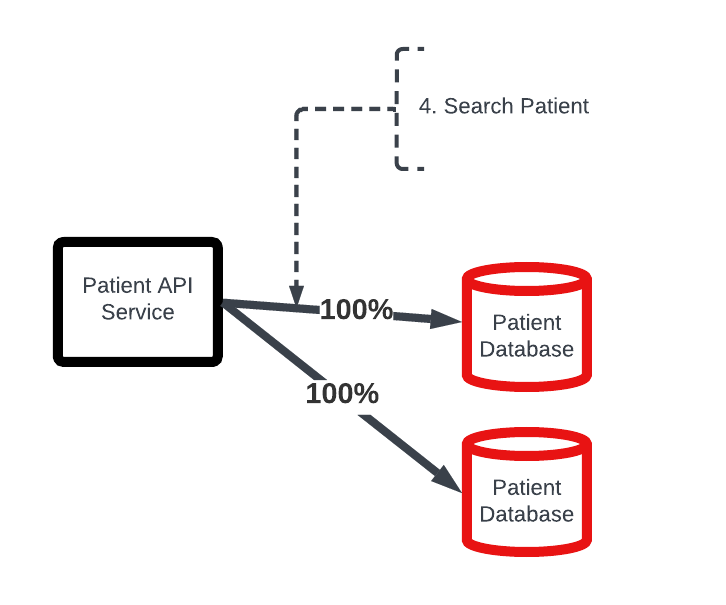 4. Search Patient
Patient API
Service
100%
Patient
Database
100%
Patient
Database